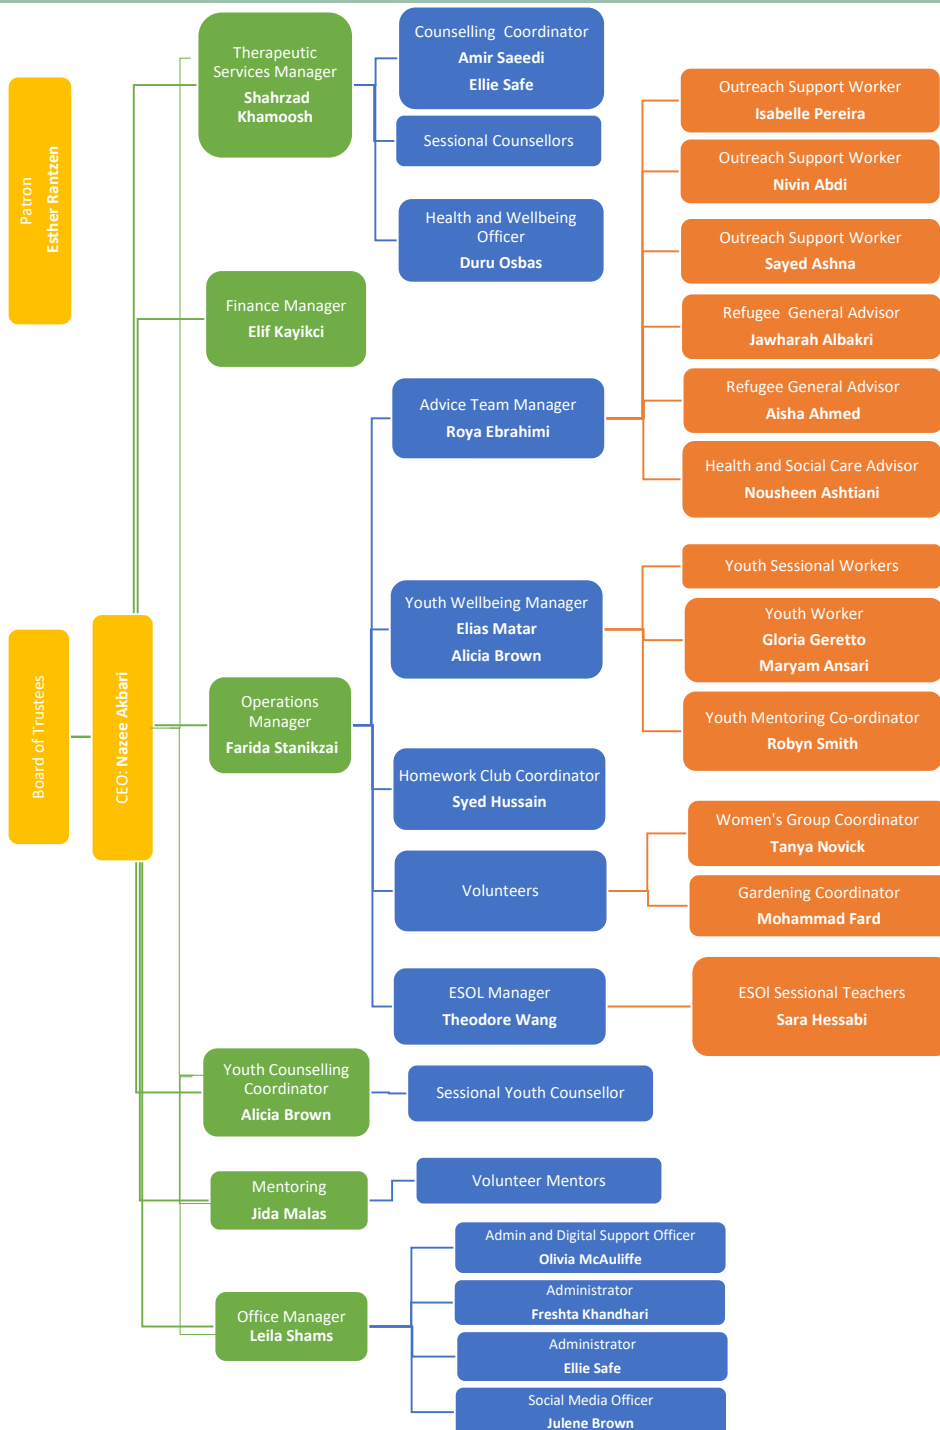 Patron
Esther Rantzen
Board of Trustees
CEO: Nazee Akbari
Therapeutic
Services Manager
Shahrzad
Khamoosh
Finance Manager
Elif Kayikci
Operations
Manager
Farida Stanikzai
Youth Counselling
Coordinator
Alicia Brown
Mentoring
Jida Malas
Office Manager
Leila Shams
Counselling  Coordinator
Amir Saeedi
Ellie Safe
Sessional Counsellors
Health and Wellbeing
Officer
Duru Osbas
Advice Team Manager
Roya Ebrahimi
Youth Wellbeing Manager
Elias Matar
Alicia Brown
Homework Club Coordinator
Syed Hussain
Volunteers
ESOL Manager
Theodore Wang
Sessional Youth Counsellor
Volunteer Mentors
Admin and Digital Support Officer
Olivia McAuliffe
Administrator
Freshta Khandhari
Administrator
Ellie Safe
Social Media Officer
Julene Brown
Outreach Support Worker
Isabelle Pereira
Outreach Support Worker
Nivin Abdi
Outreach Support Worker
Sayed Ashna
Refugee  General Advisor
Jawharah Albakri
Refugee General Advisor
Aisha Ahmed
Health and Social Care Advisor
Nousheen Ashtiani
Youth Sessional Workers
Youth Worker
Gloria Geretto
Maryam Ansari
Youth Mentoring Co-ordinator
Robyn Smith
Women's Group Coordinator
Tanya Novick
Gardening Coordinator
Mohammad Fard
ESOl Sessional Teachers
Sara Hessabi